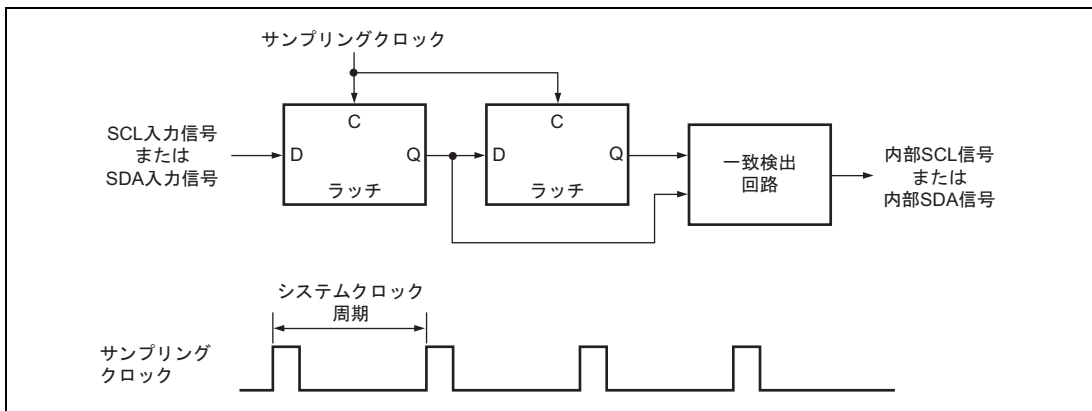 サンプリングクロック
SCL入力信号
または
SDA入力信号
D
C
Q
ラッチ
D
C
Q
ラッチ
一致検出
回路
内部SCL信号
または
内部SDA信号
システムクロック
周期
サンプリング
クロック